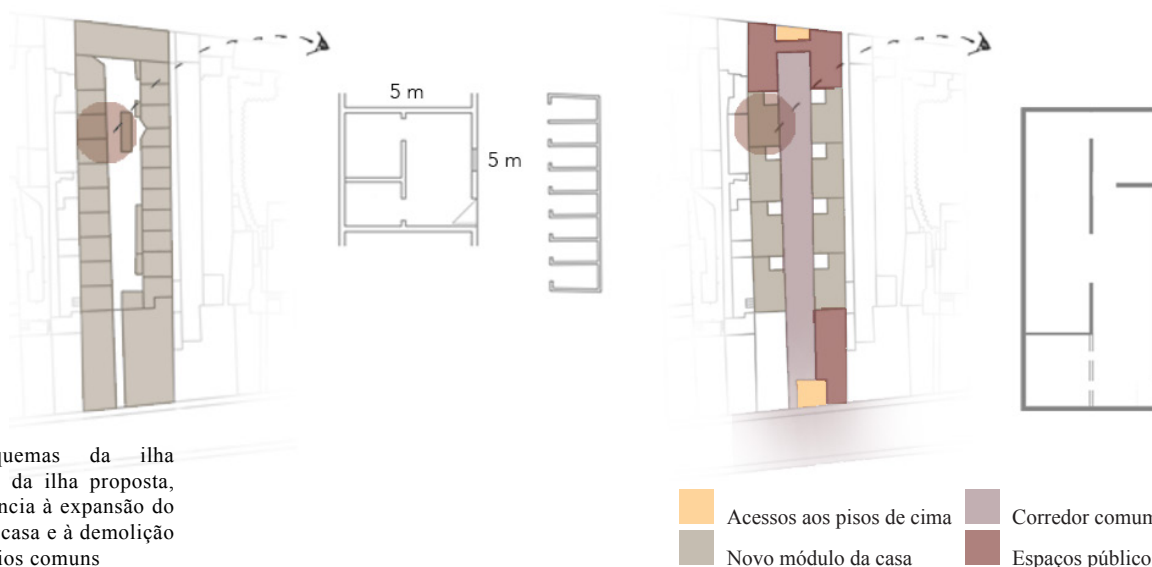 5 m
5 m
quemas da ilha
da ilha proposta,
ncia à expansão do
casa e à demolição
ios comuns
Acessos aos pisos de cima
Corredor comum
Novo módulo da casa
Espaços público